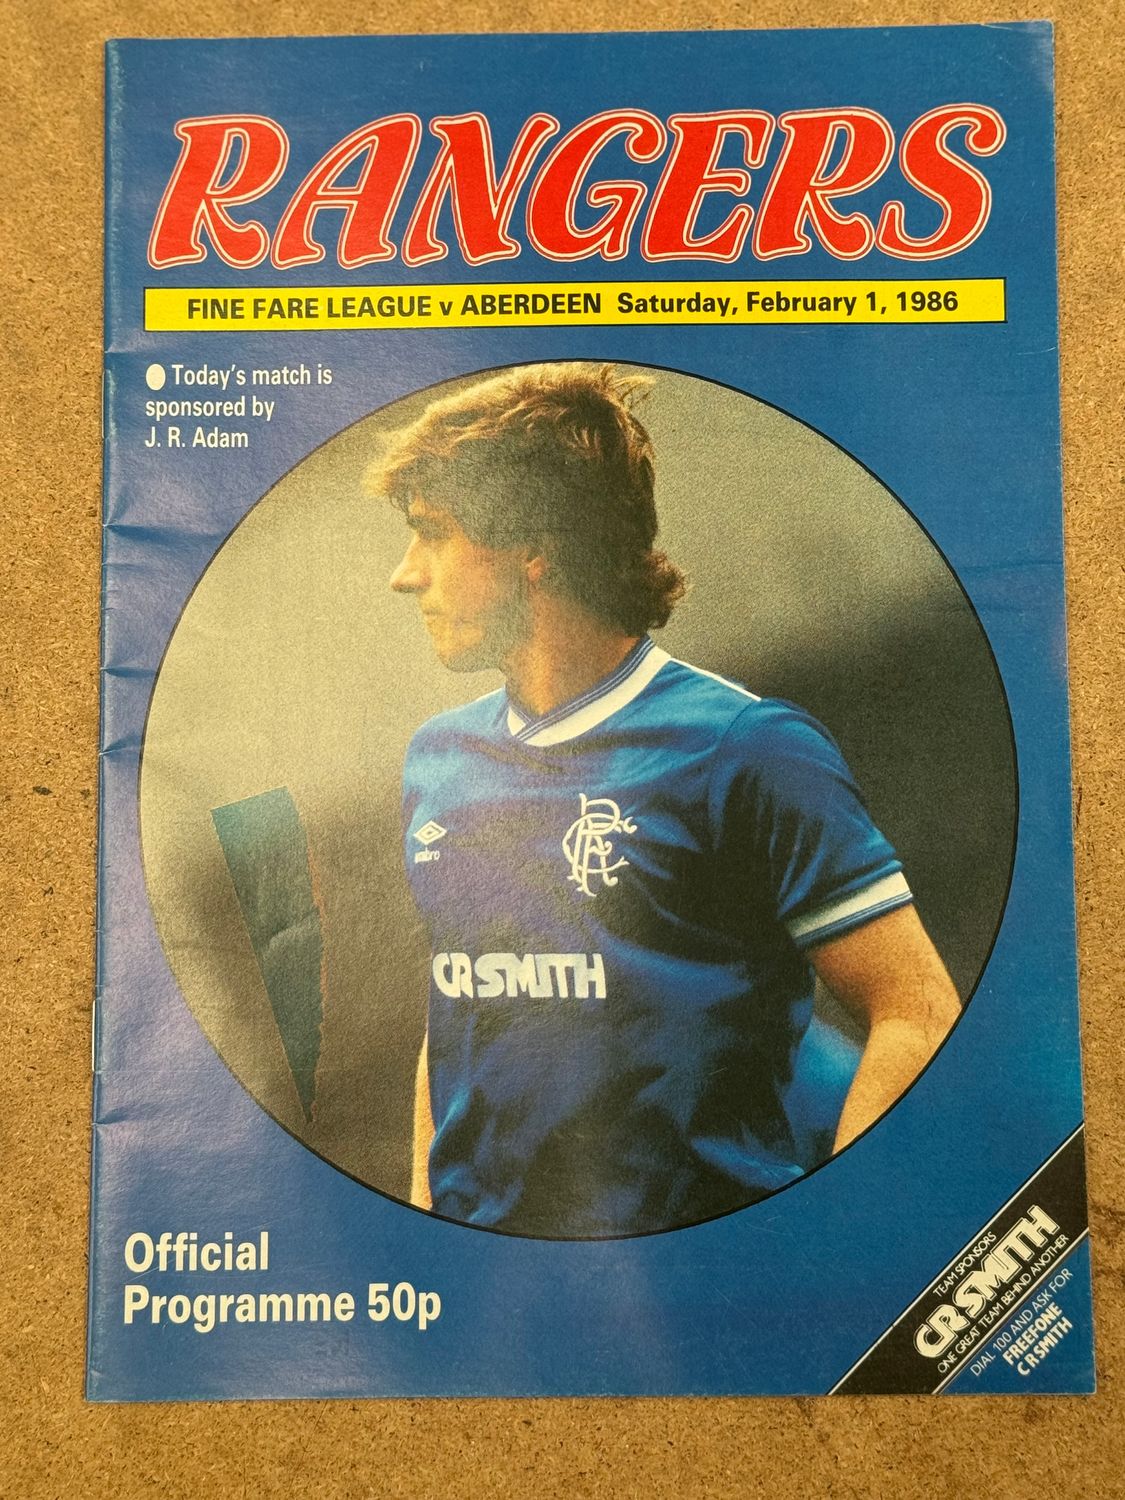 RANGERS
FINE FARE LEAGUE v ABERDEEN Saturday, February 1, 1986
Today's match is
sponsored by
J. R. Adam
umbro
RFC
CR SMITH
Official
Programme 50p
TEAM SPONSORS
CR SMITH
ONE GREAT TEAM BEHIND ANOTHER
DIAL 100 AND ASK FOR
FREEFONE
CR SMITH